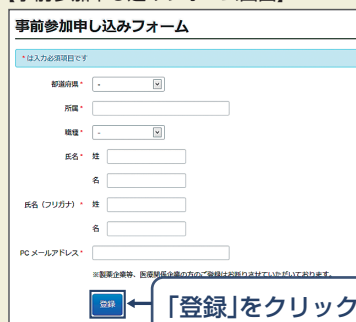 事前参加申し込みフォーム
*は入力必須項目です
都道府県* -
所属*
職種* -
氏名* 姓
名
氏名（フリガナ）* 姓
名
PCメールアドレス*
※製薬企業等、医療関係企業の方のご登録はお断りさせていただいております。
登録
「登録」をクリック